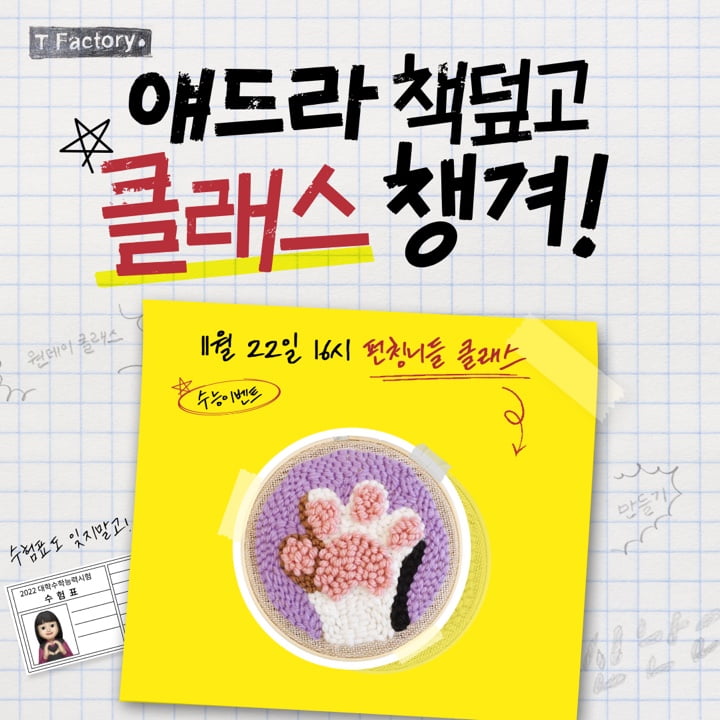 T Factory.
얘드라 책덮고
클래스 챙겨!
원데이 클래스
11월 22일 16시 펀칭니들 클래스
수능이벤트
만들기
수험표도 잊지말고!
2022 대학수학능력시험
수 험 표